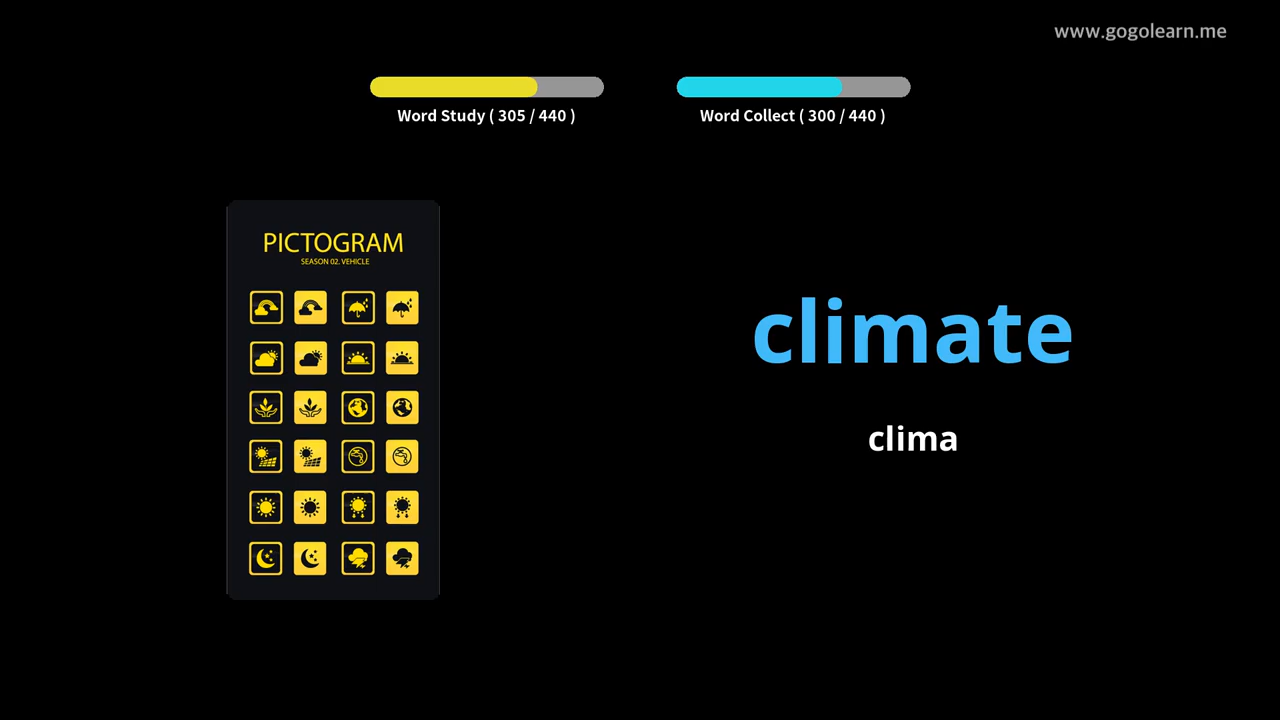 www.gogolearn.me
Word Study ( 305 / 440 )
Word Collect ( 300 / 440 )
PICTOGRAM
SEASON 02. VEHICLE
climate
clima